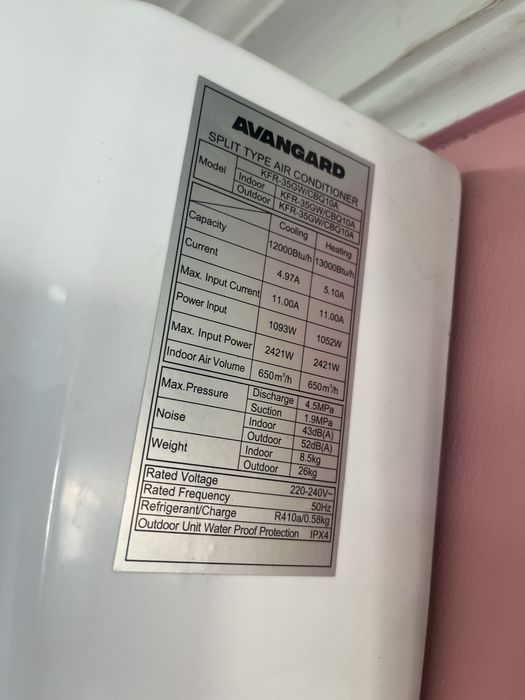 AVANGARD
SPLIT TYPE AIR CONDITIONER
Model KFR-35GW/CBQ10A
Indoor KFR-35GW/CBQ10A
Outdoor KFR-35GW/CBQ10A
Cooling Heating
Capacity 12000Btu/h 13000Btu/h
Current 4.97A 5.10A
Max. Input Current 11.00A 11.00A
Power Input 1093W 1052W
Max. Input Power 2421W 2421W
Indoor Air Volume 650m³/h 650m³/h
Max.Pressure Discharge 4.5MPa
Suction 1.9MPa
Noise Indoor 43dB(A)
Outdoor 52dB(A)
Weight Indoor 8.5kg
Outdoor 26kg
Rated Voltage 220-240V~
Rated Frequency 50Hz
Refrigerant/Charge R410a/0.58kg
Outdoor Unit Water Proof Protection IPX4